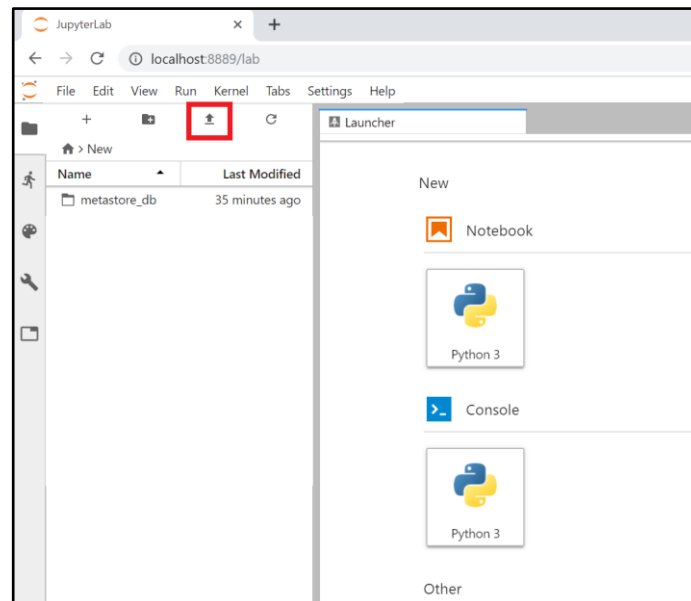 JupyterLab
localhost:8889/lab
File Edit View Run Kernel Tabs Settings Help
Launcher
> New
Name Last Modified
metastore_db 35 minutes ago
New
Notebook
Python 3
>_ Console
Python 3
Other